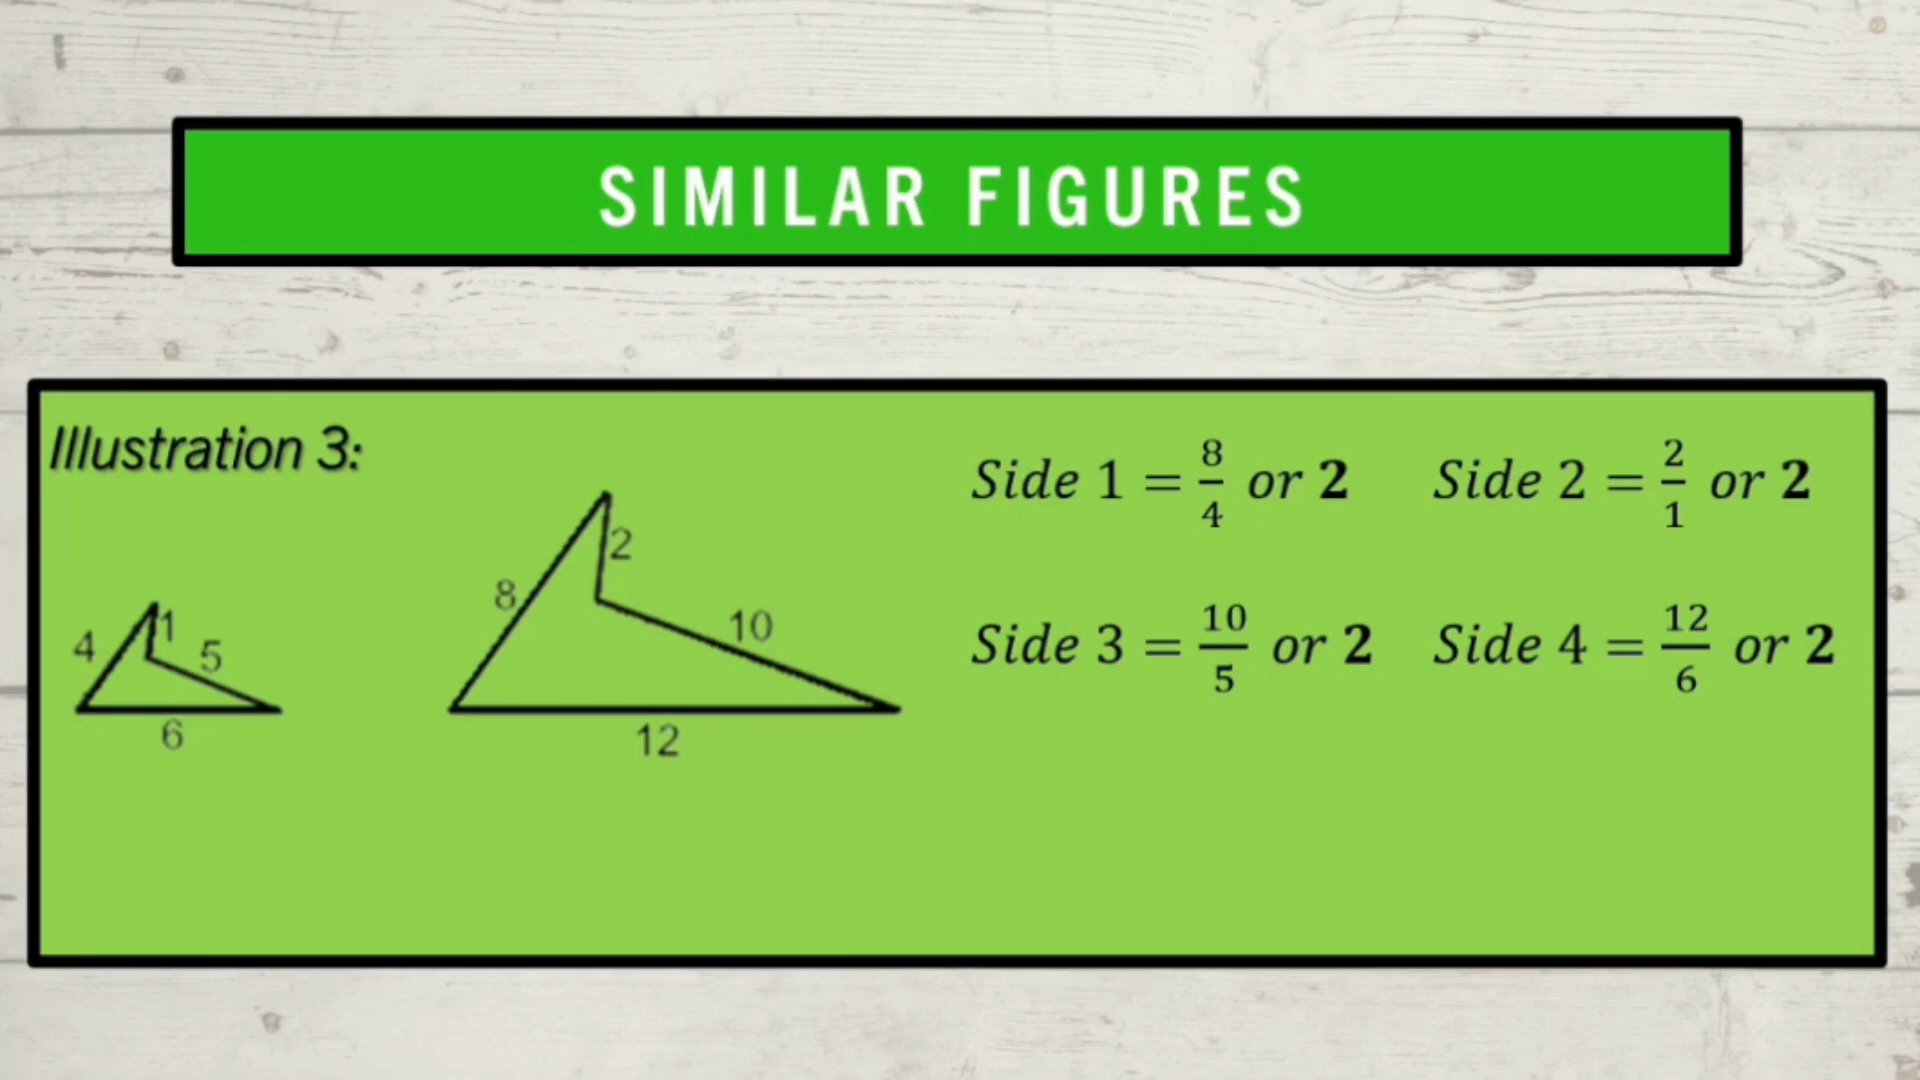 SIMILAR FIGURES
Illustration 3:
4
1
5
6
8
2
10
12
Side 1 = 8/4 or 2
Side 2 = 2/1 or 2
Side 3 = 10/5 or 2
Side 4 = 12/6 or 2